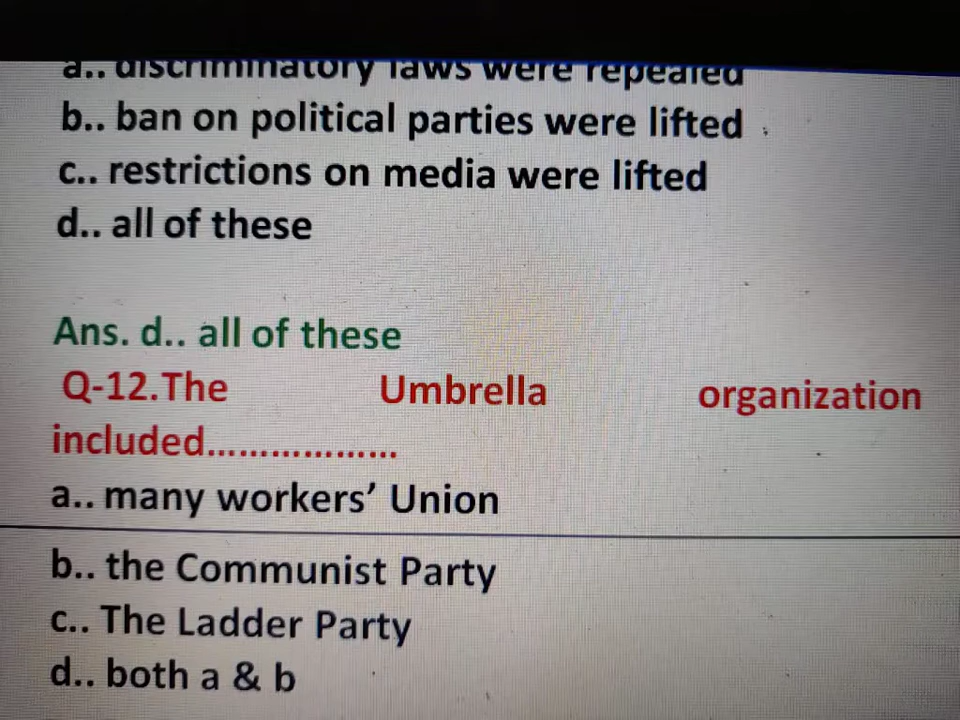 a.. discriminatory laws were repealed
b.. ban on political parties were lifted
c.. restrictions on media were lifted
d.. all of these
Ans. d.. all of these
Q-12.The Umbrella organization
included..................
a.. many workers’ Union
b.. the Communist Party
c.. The Ladder Party
d.. both a & b